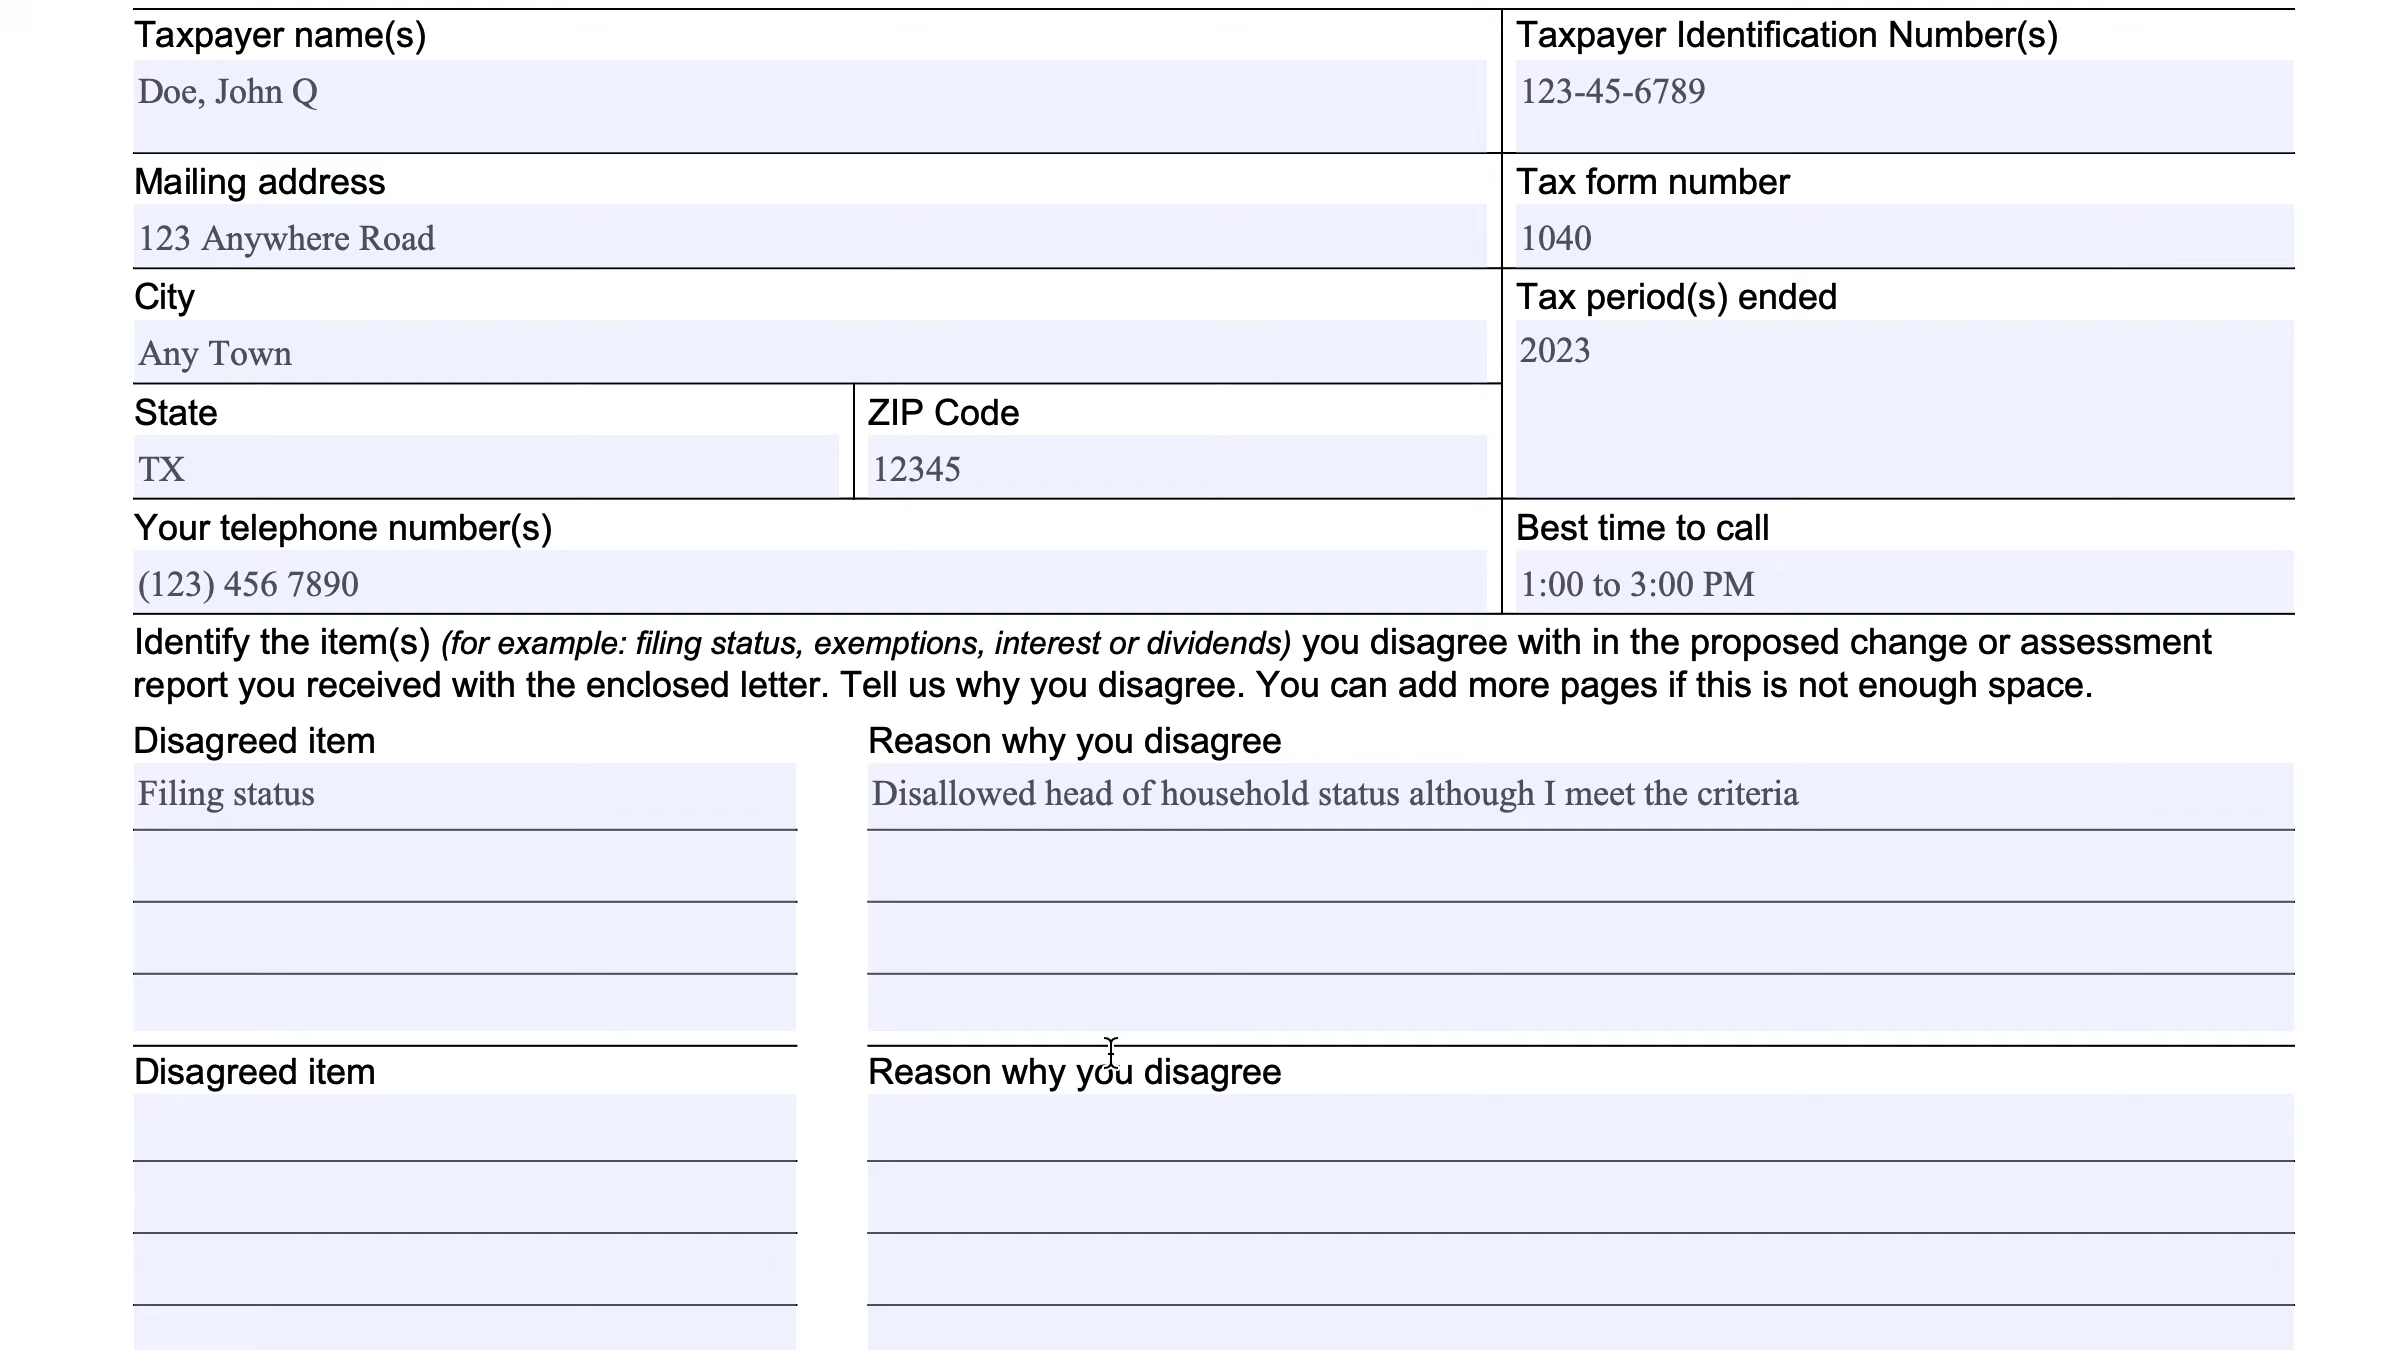 Taxpayer name(s)
Taxpayer Identification Number(s)
Doe, John Q
123-45-6789
Mailing address
Tax form number
123 Anywhere Road
1040
City
Tax period(s) ended
Any Town
2023
State
ZIP Code
TX
12345
Your telephone number(s)
Best time to call
(123) 456 7890
1:00 to 3:00 PM
Identify the item(s) (for example: filing status, exemptions, interest or dividends) you disagree with in the proposed change or assessment
report you received with the enclosed letter. Tell us why you disagree. You can add more pages if this is not enough space.
Disagreed item
Reason why you disagree
Filing status
Disallowed head of household status although I meet the criteria
Disagreed item
Reason why you disagree